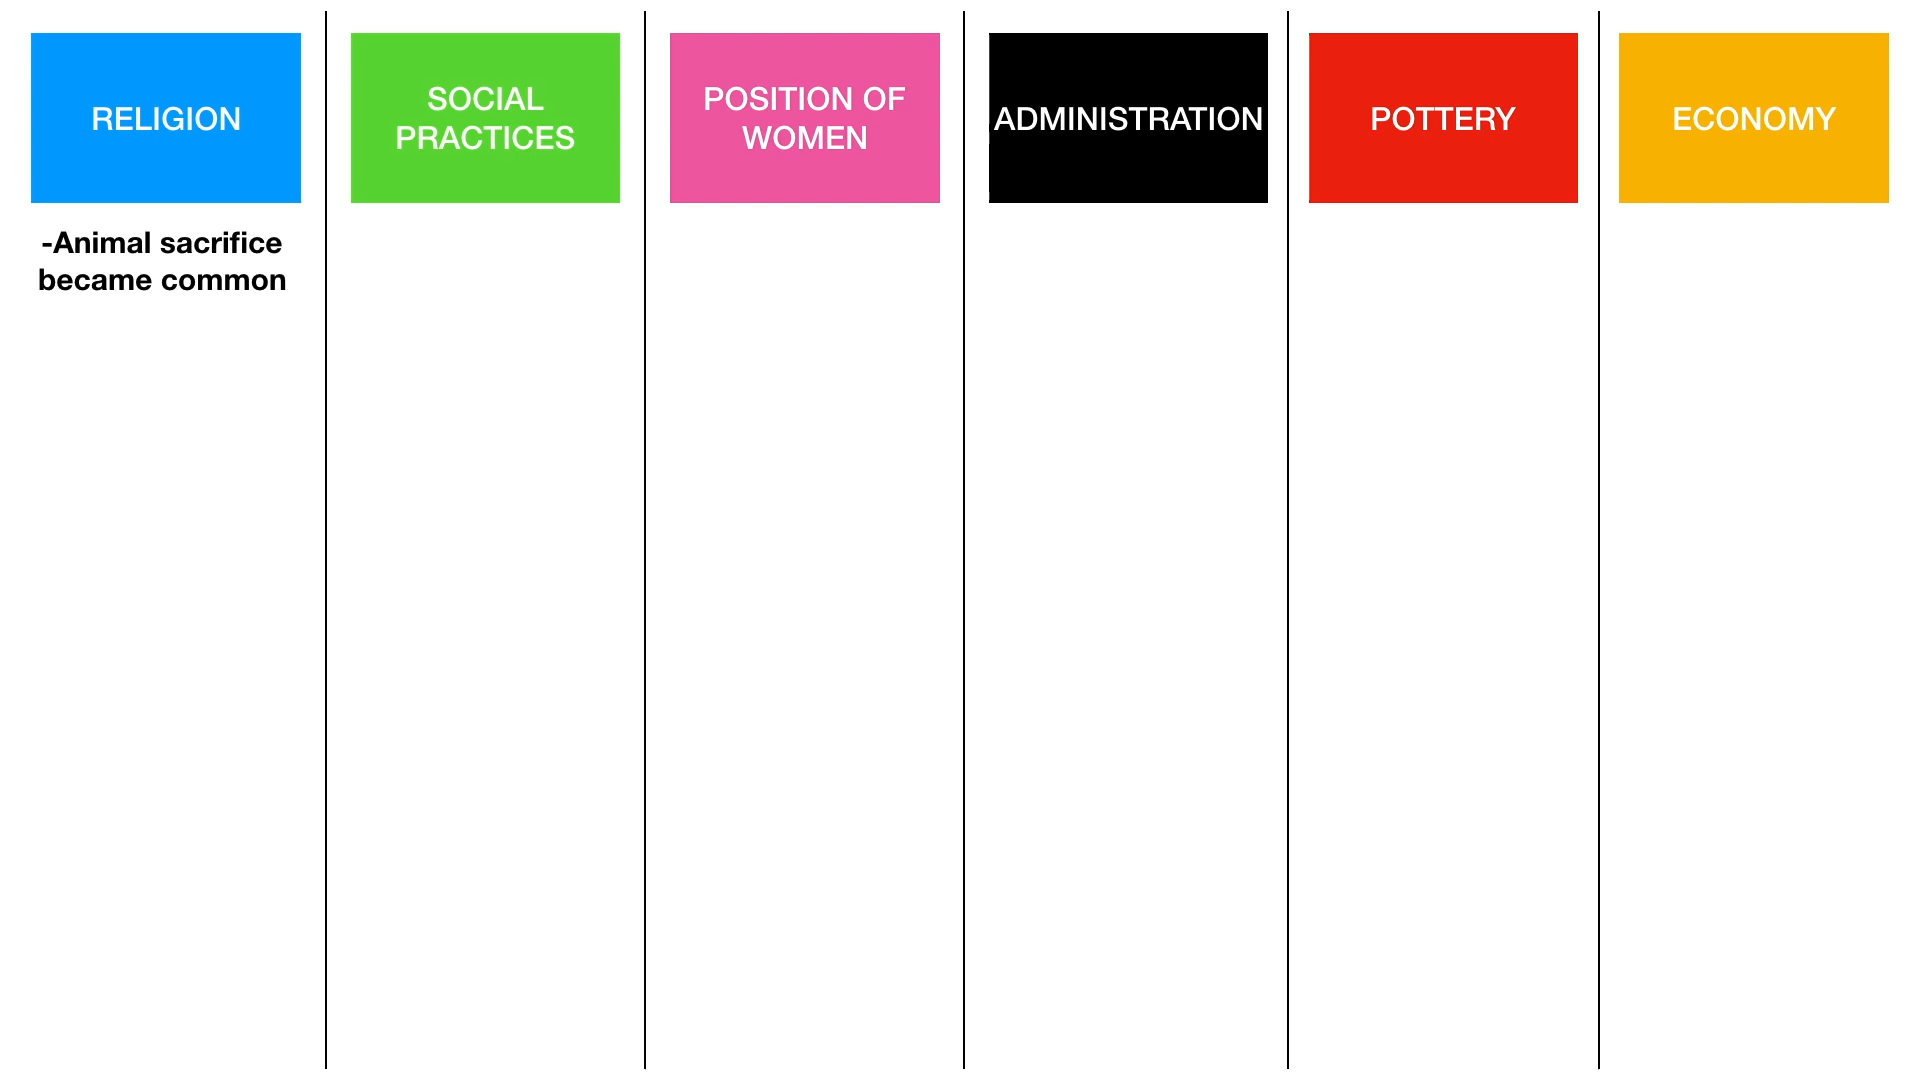 RELIGION
SOCIAL
PRACTICES
POSITION OF
WOMEN
ADMINISTRATION
POTTERY
ECONOMY
-Animal sacrifice
became common